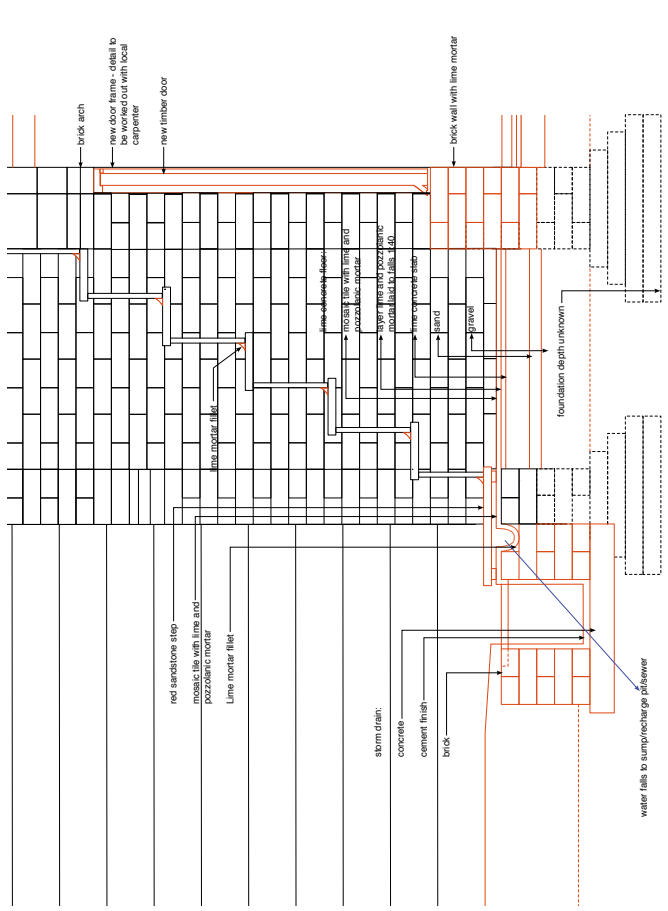 brick arch
new door frame - detail to
be worked out with local
carpenter
new timber door
brick wall with lime mortar
lime concrete floor:
mosaic tile with lime and
pozzolanic mortar
layer lime and pozzolanic
mortar laid to falls 1:40
lime concrete slab
sand
gravel
foundation depth unknown
lime mortar fillet
red sandstone step
mosaic tile with lime and
pozzolanic mortar
Lime mortar fillet
storm drain:
concrete
cement finish
brick
water falls to sump/recharge pit/sewer